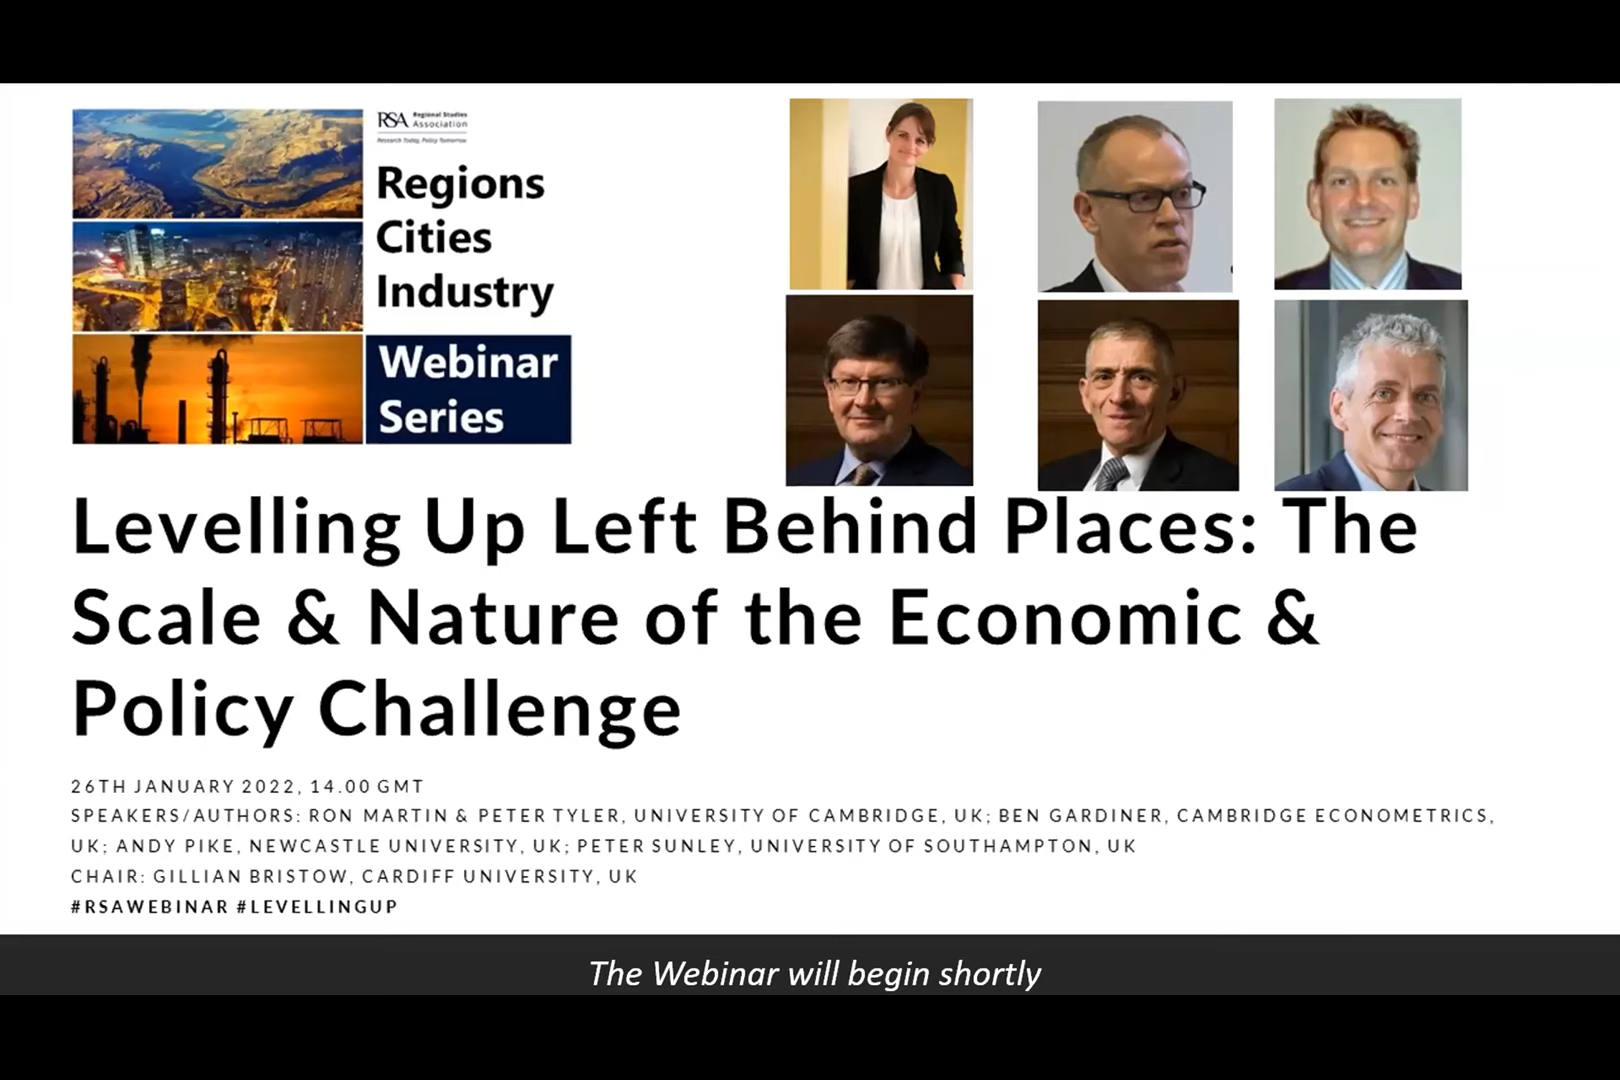 RSA Regional Studies
Association
Research Today, Policy Tomorrow
Regions
Cities
Industry
Webinar
Series
Levelling Up Left Behind Places: The
Scale & Nature of the Economic &
Policy Challenge
26TH JANUARY 2022, 14.00 GMT
SPEAKERS/AUTHORS: RON MARTIN & PETER TYLER, UNIVERSITY OF CAMBRIDGE, UK; BEN GARDINER, CAMBRIDGE ECONOMETRICS,
UK; ANDY PIKE, NEWCASTLE UNIVERSITY, UK; PETER SUNLEY, UNIVERSITY OF SOUTHAMPTON, UK
CHAIR: GILLIAN BRISTOW, CARDIFF UNIVERSITY, UK
#RSAWEBINAR #LEVELLINGUP
The Webinar will begin shortly